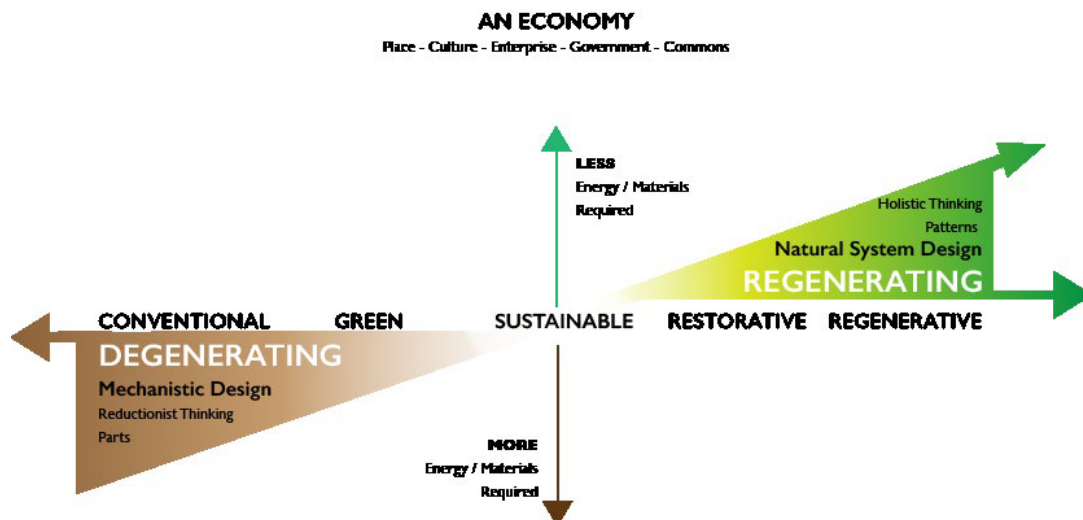 AN ECONOMY
Place - Culture - Enterprise - Government - Commons
LESS
Energy / Materials
Required
Holistic Thinking
Patterns
Natural System Design
REGENERATING
CONVENTIONAL GREEN SUSTAINABLE RESTORATIVE REGENERATIVE
DEGENERATING
Mechanistic Design
Reductionist Thinking
Parts
MORE
Energy / Materials
Required